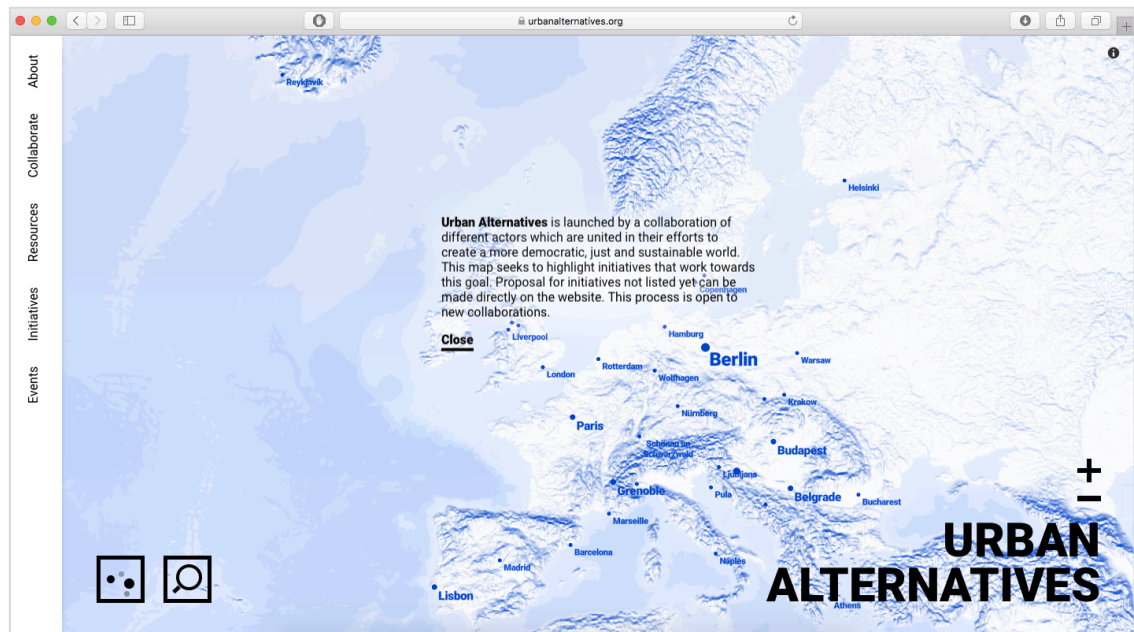 urbanalternatives.org
About
Collaborate
Resources
Initiatives
Events
Reykjavik
Helsinki
Urban Alternatives is launched by a collaboration of
different actors which are united in their efforts to
create a more democratic, just and sustainable world.
This map seeks to highlight initiatives that work towards
this goal. Proposal for initiatives not listed yet can be
made directly on the website. This process is open to
new collaborations.
Close
Copenhagen
Liverpool
Hamburg
Berlin
Warsaw
London
Rotterdam
Wolfhagen
Krakow
Nürnberg
Paris
Schönau im
Schwarzwald
Budapest
Ljubljana
Grenoble
Pula
Belgrade
Bucharest
Marseille
Barcelona
Naples
Madrid
Lisbon
Athens
URBAN
ALTERNATIVES